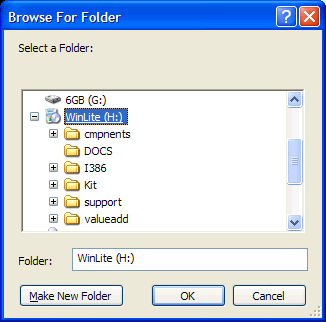 Browse For Folder
Select a Folder:
6GB (G:)
WinLite (H:)
cmpnents
DOCS
I386
Kit
support
valueadd
Folder: WinLite (H:)
Make New Folder OK Cancel